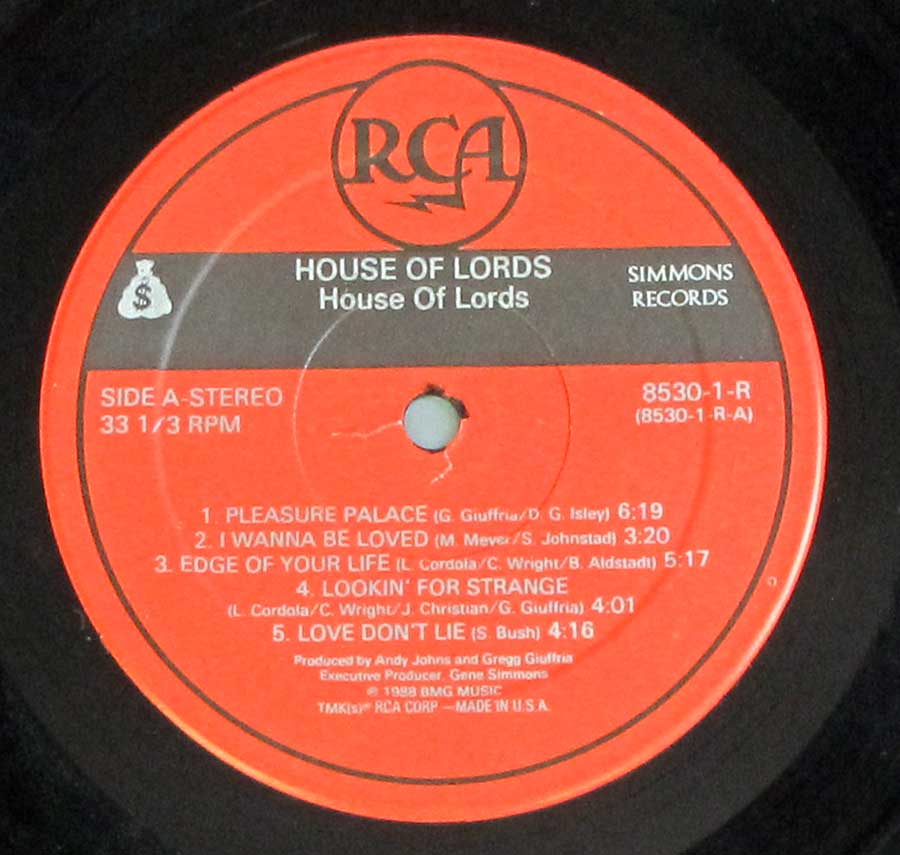 RCA
HOUSE OF LORDS
House Of Lords
SIMMONS
RECORDS
$
SIDE A-STEREO
33 1/3 RPM
8530-1-R
(8530-1-R-A)
1. PLEASURE PALACE (G. Giuffria/D. G. Isley) 6:19
2. I WANNA BE LOVED (M. Meyer/S. Johnstad) 3:20
3. EDGE OF YOUR LIFE (L. Cordola/C. Wright/B. Aldstadt) 5:17
4. LOOKIN' FOR STRANGE
(L. Cordola/C. Wright/J. Christian/G. Giuffria) 4:01
5. LOVE DON'T LIE (S. Bush) 4:16
Produced by Andy Johns and Gregg Giuffria
Executive Producer, Gene Simmons
℗ 1988 BMG MUSIC
TMK(s)® RCA CORP —MADE IN U.S.A.